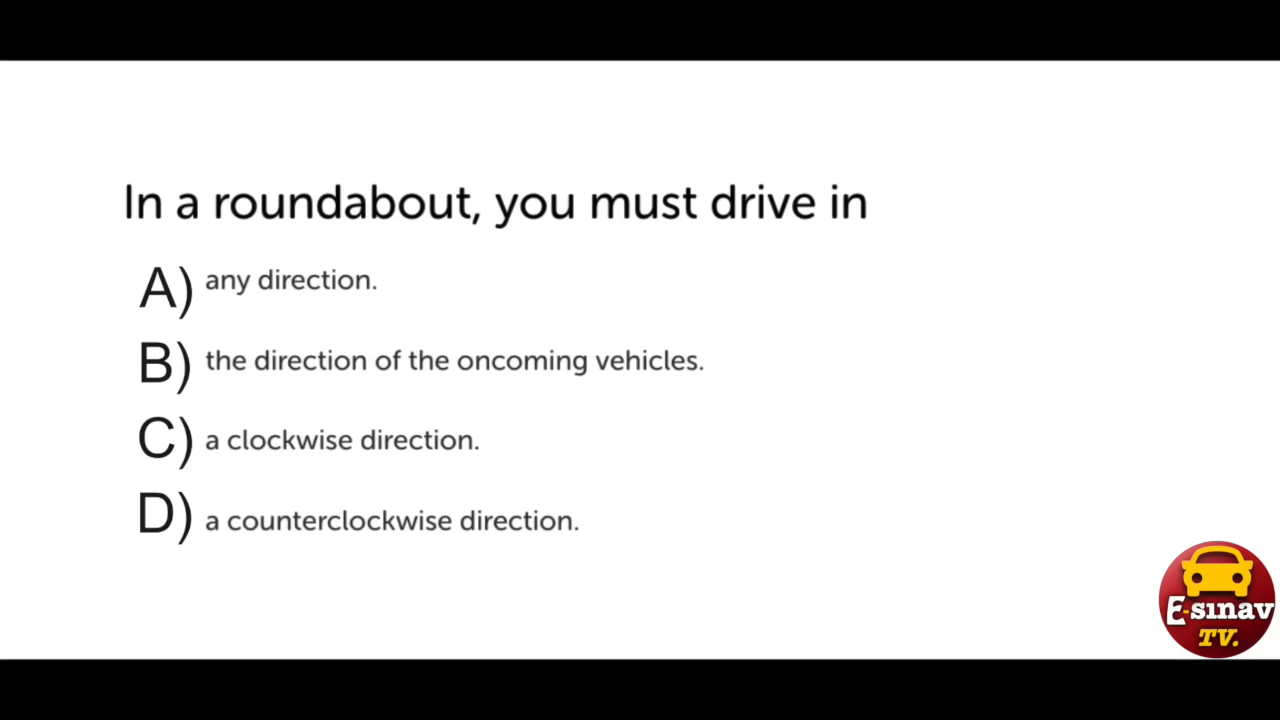 In a roundabout, you must drive in
A) any direction.
B) the direction of the oncoming vehicles.
C) a clockwise direction.
D) a counterclockwise direction.
E-sınav
TV.